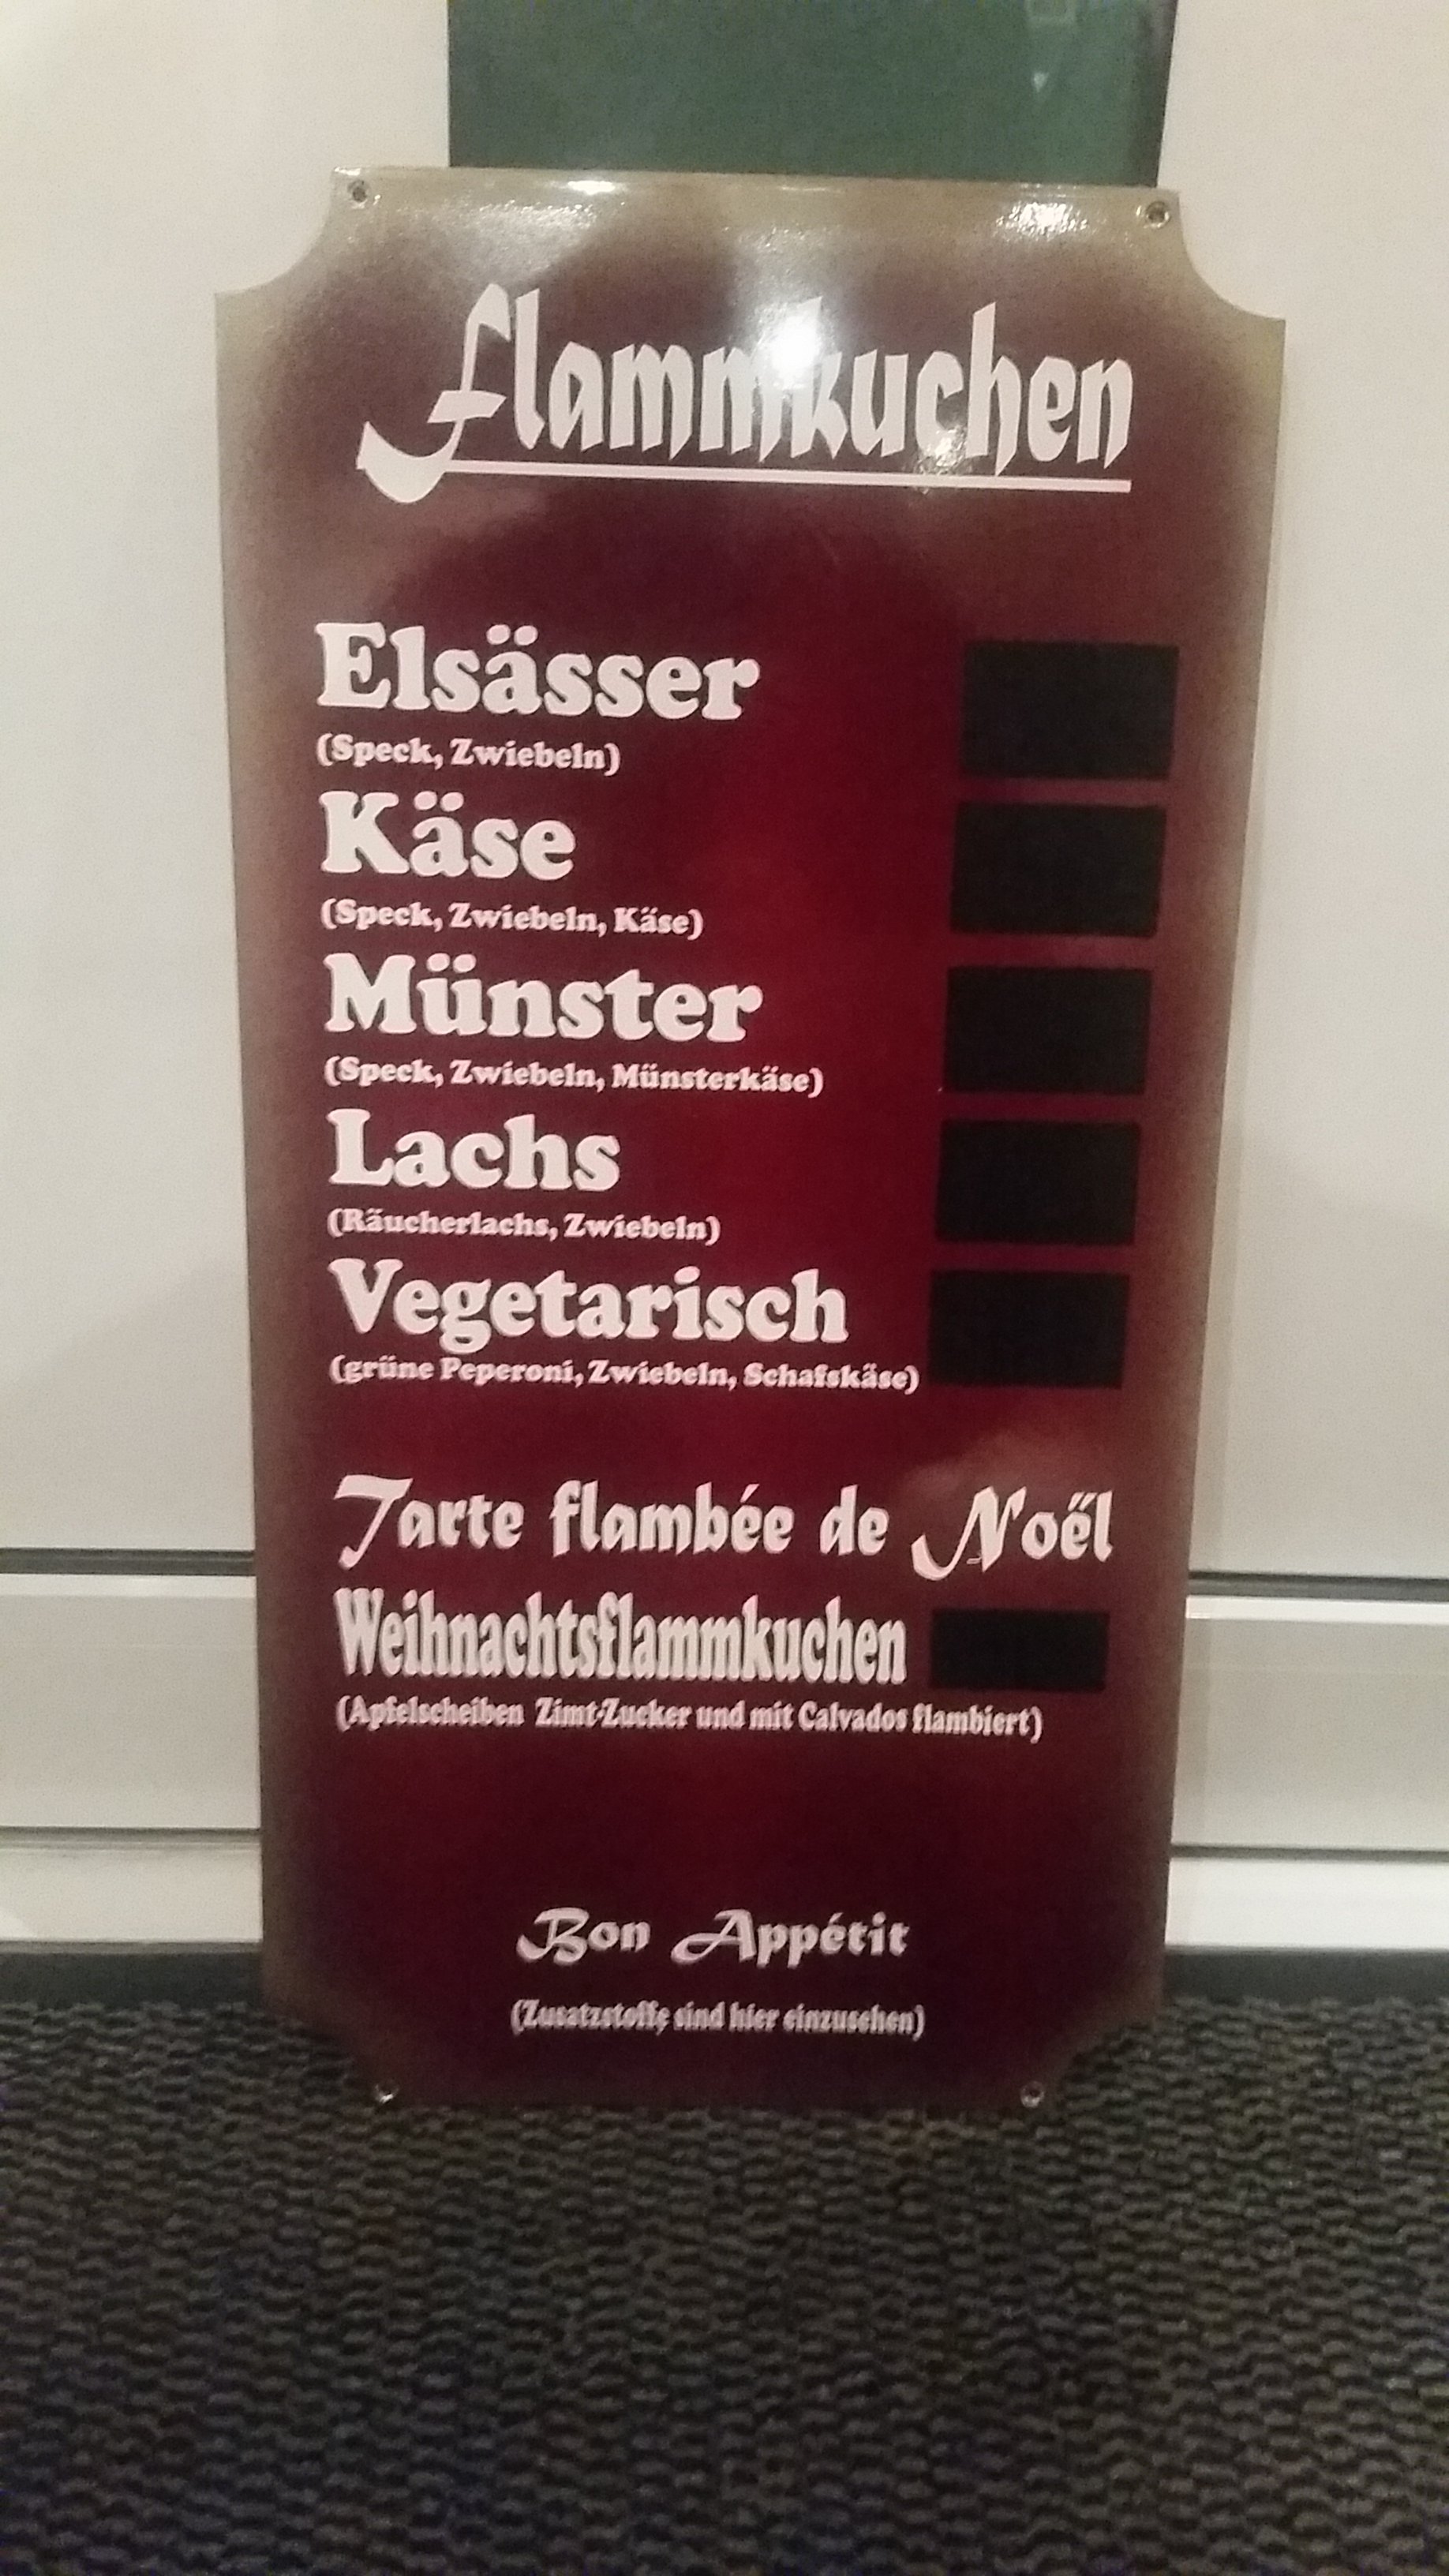 Flammkuchen
Elsässer
(Speck, Zwiebeln)
Käse
(Speck, Zwiebeln, Käse)
Münster
(Speck, Zwiebeln, Münsterkäse)
Lachs
(Räucherlachs, Zwiebeln)
Vegetarisch
(grüne Peperoni, Zwiebeln, Schafskäse)
Tarte flambée de Noël
Weihnachtsflammkuchen
(Apfelscheiben Zimt-Zucker und mit Calvados flambiert)
Bon Appétit
(Zusatzstoffe sind hier einzusehen)